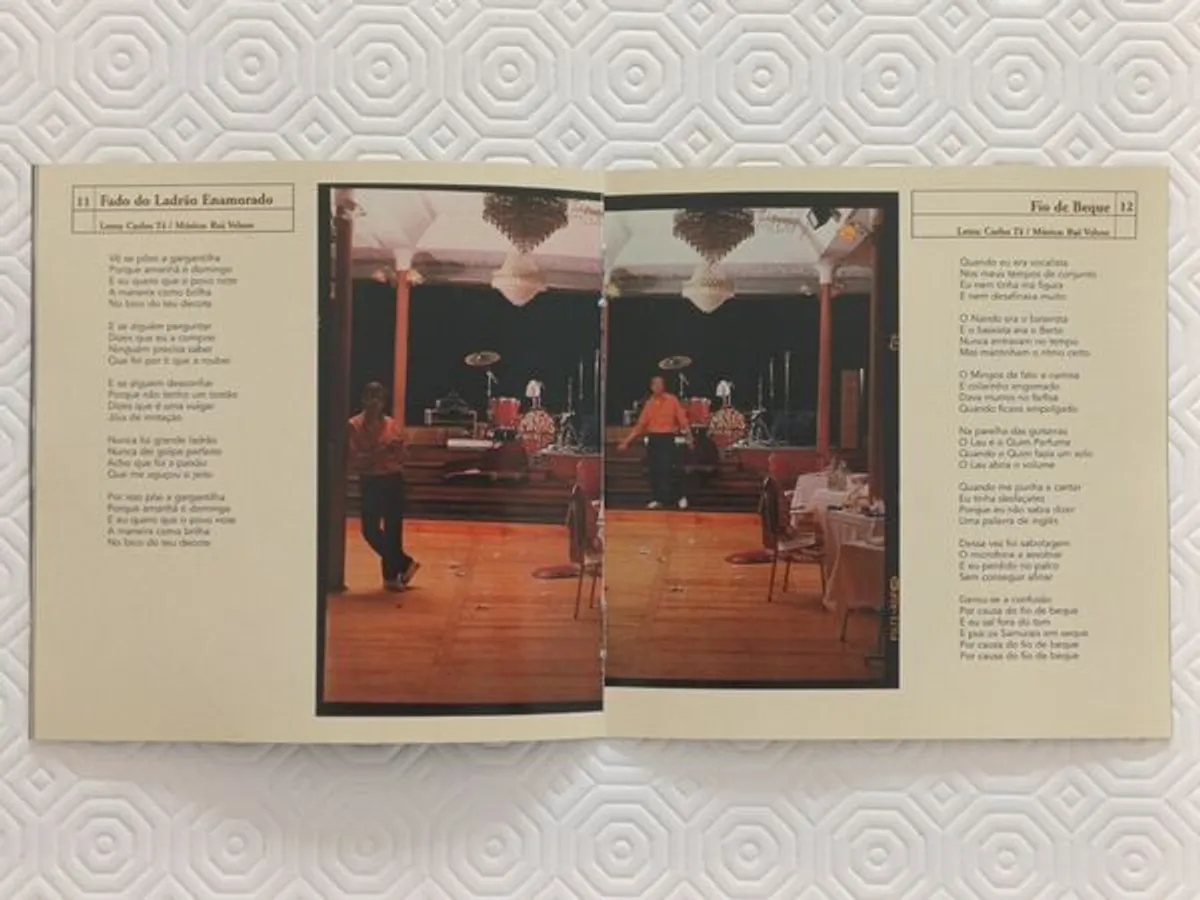 11 Fado do Ladrão Enamorado
Letra: Carlos Tê / Música: Rui Veloso
Vê se pões a gargantilha
Porque amanhã é domingo
E eu quero que o povo note
A maneira como brilha
No bico do teu decote
E se alguém perguntar
Dizes que eu a comprei
Ninguém precisa saber
Que foi por ti que a roubei
E se alguém desconfiar
Porque não tenho um tostão
Dizes que é uma vulgar
Jóia de imitação
Nunca fui grande ladrão
Nunca dei golpe perfeito
Acho que foi a paixão
Que me aguçou o jeito
Por isso põe a gargantilha
Porque amanhã é domingo
E eu quero que o povo note
A maneira como brilha
No bico do teu decote
Fio de Beque 12
Letra: Carlos Tê / Música: Rui Veloso
Quando eu era vocalista
Nos meus tempos de conjunto
Eu nem tinha má figura
E nem desafinava muito
O Nando era o baterista
E o baixista era o Berto
Nunca entravam no tempo
Mas mantinham o ritmo certo
O Mingos de fato e camisa
E colarinho engomado
Dava murros no farfisa
Quando ficava empolgado
Na parelha das guitarras
O Lau e o Quim Perfume
Quando o Quim fazia um solo
O Lau abria o volume
Quando me punha a cantar
Eu tinha desfaçatez
Porque eu não sabia dizer
Uma palavra de inglês
Dessa vez foi sabotagem
O microfone a assobiar
E eu perdido no palco
Sem conseguir afinar
Gerou-se a confusão
Por causa do fio de beque
E eu saí fora do tom
E pus os Samurais em xeque
Por causa do fio de beque
Por causa do fio de beque